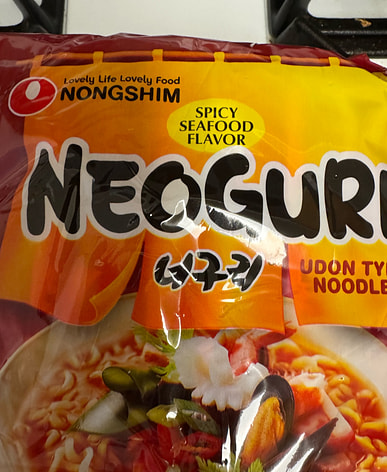 Lovely Life Lovely Food
NONGSHIM
SPICY
SEAFOOD
FLAVOR
NEOGURI
너구리
UDON TY
NOODLE